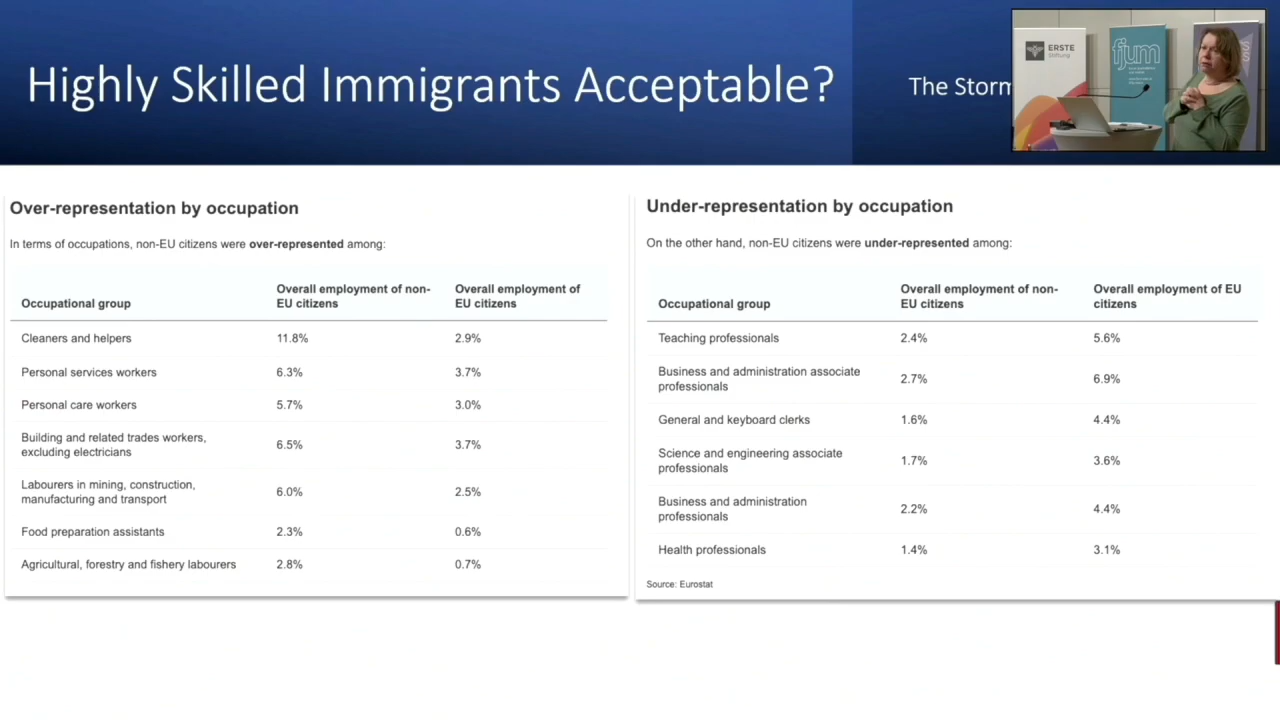 Highly Skilled Immigrants Acceptable?
The Storm
ERSTE
Stiftung
fjum
Over-representation by occupation
In terms of occupations, non-EU citizens were over-represented among:
Occupational group
Overall employment of non-
EU citizens
Overall employment of
EU citizens
Cleaners and helpers 11.8% 2.9%
Personal services workers 6.3% 3.7%
Personal care workers 5.7% 3.0%
Building and related trades workers,
excluding electricians
6.5% 3.7%
Labourers in mining, construction,
manufacturing and transport
6.0% 2.5%
Food preparation assistants 2.3% 0.6%
Agricultural, forestry and fishery labourers 2.8% 0.7%
Under-representation by occupation
On the other hand, non-EU citizens were under-represented among:
Occupational group
Overall employment of non-
EU citizens
Overall employment of EU
citizens
Teaching professionals 2.4% 5.6%
Business and administration associate
professionals
2.7% 6.9%
General and keyboard clerks 1.6% 4.4%
Science and engineering associate
professionals
1.7% 3.6%
Business and administration
professionals
2.2% 4.4%
Health professionals 1.4% 3.1%
Source: Eurostat